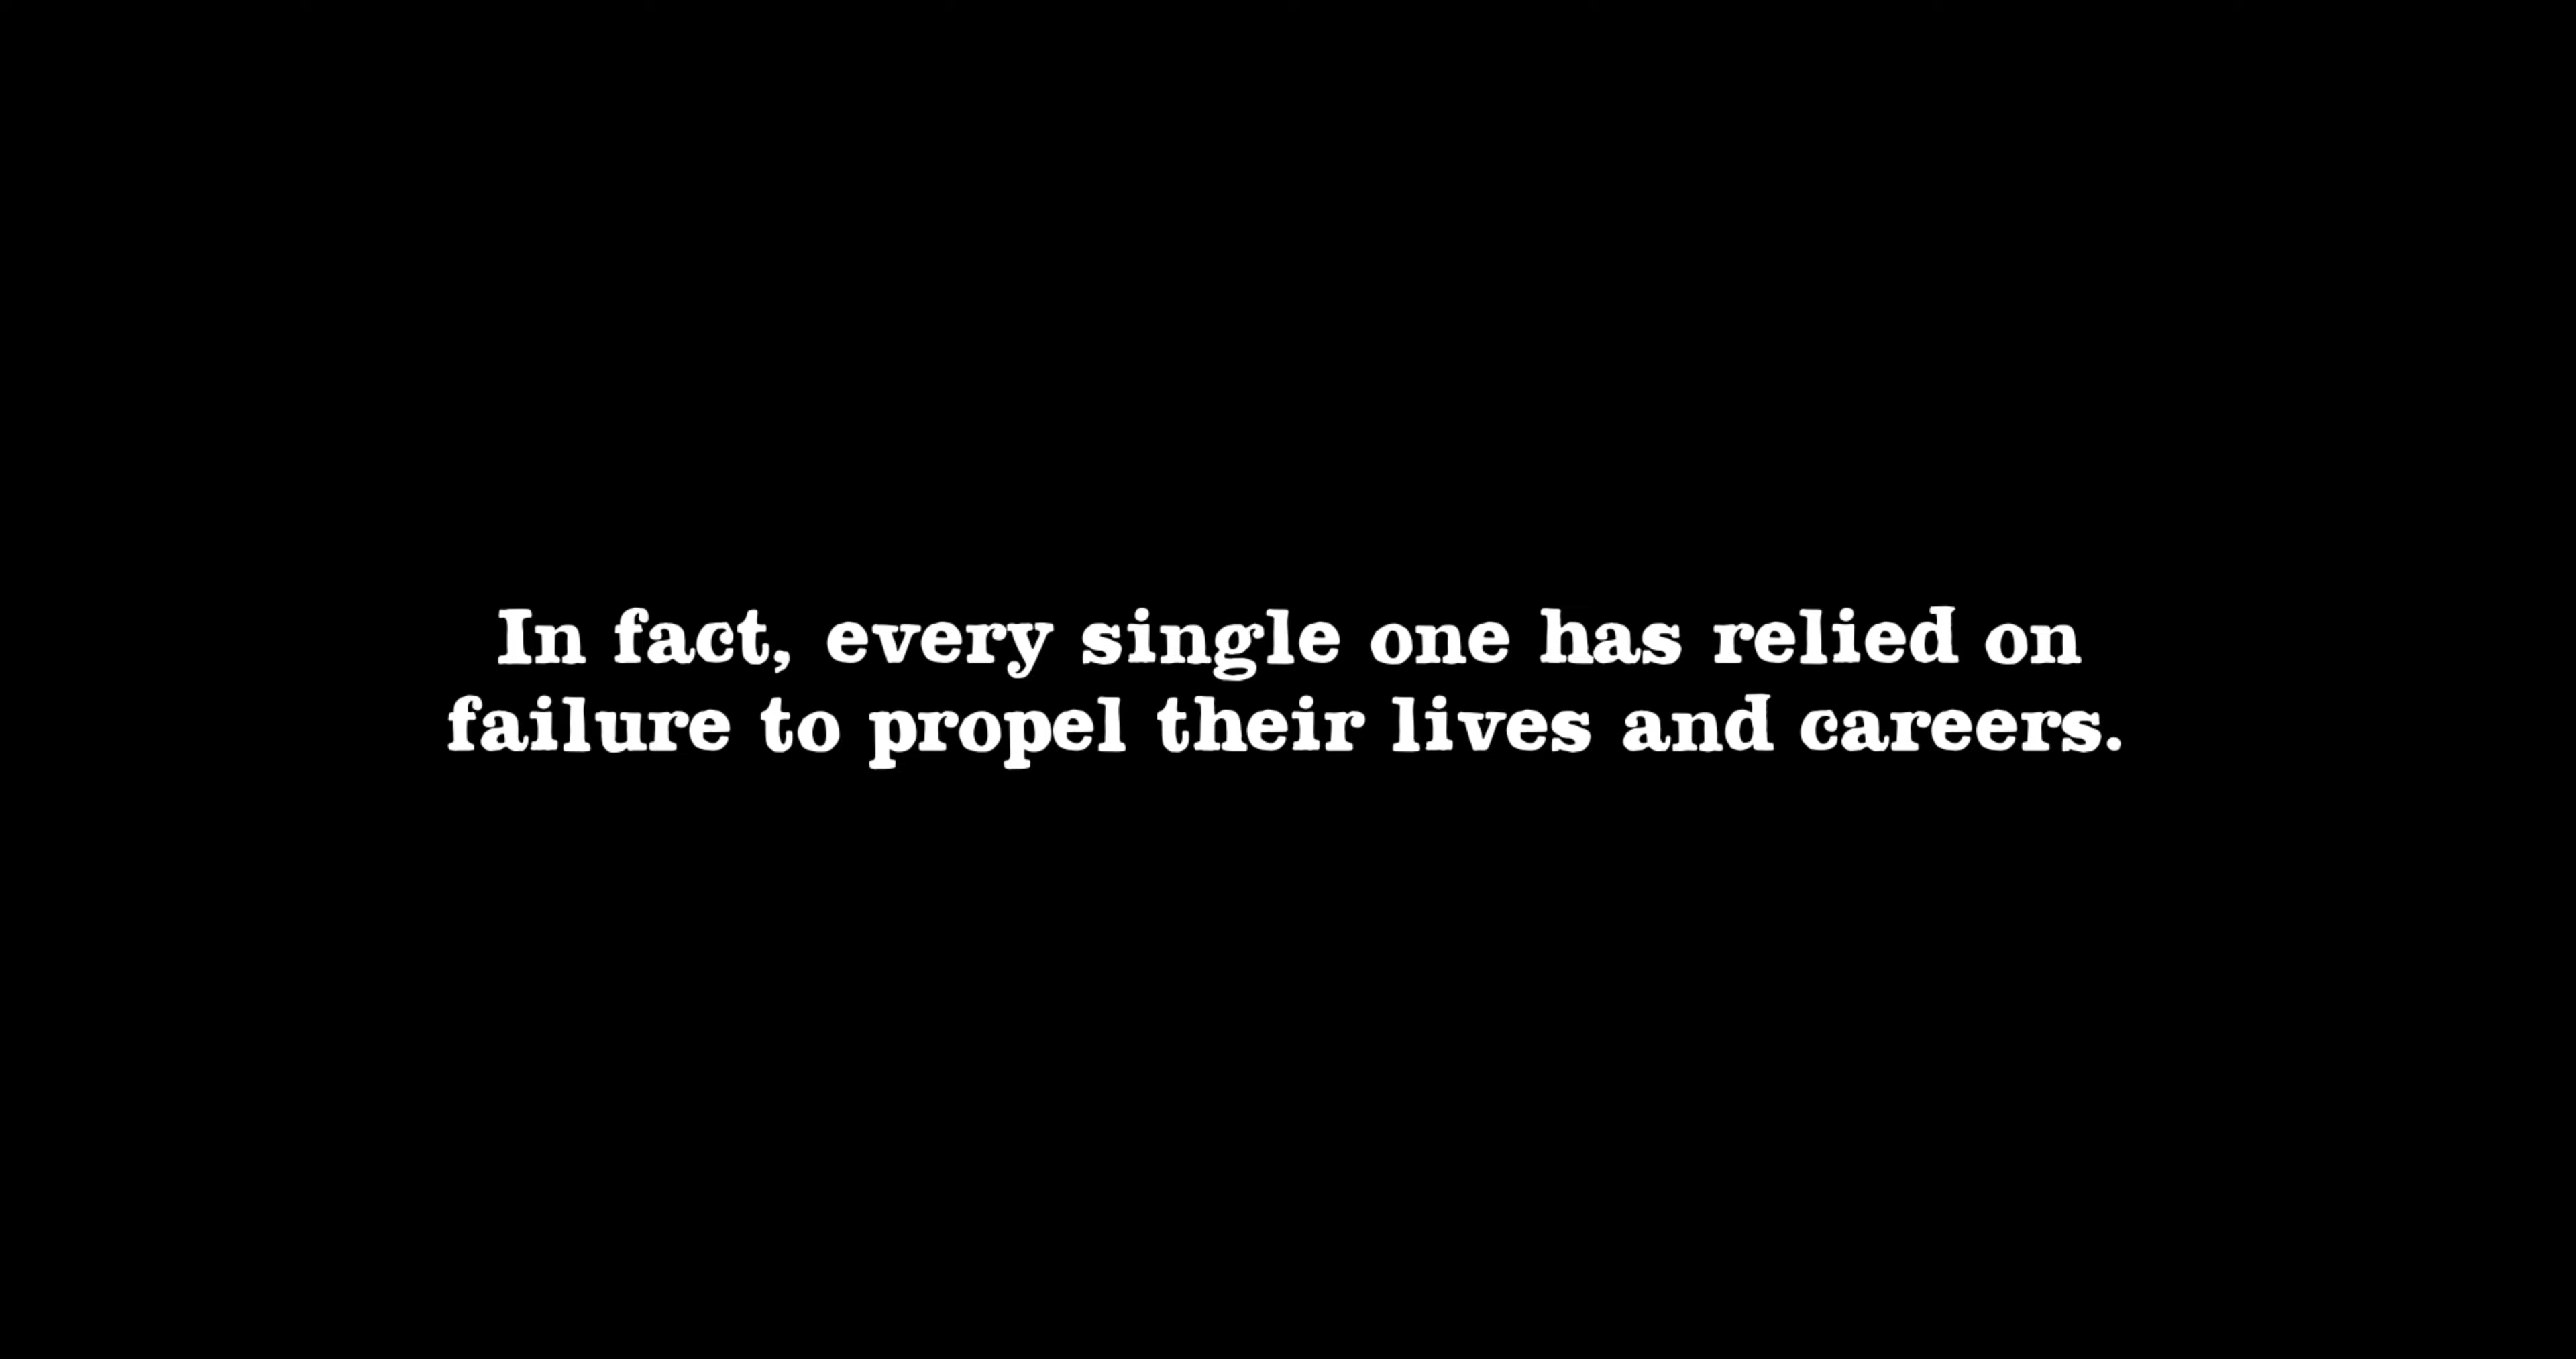 In fact, every single one has relied on
failure to propel their lives and careers.